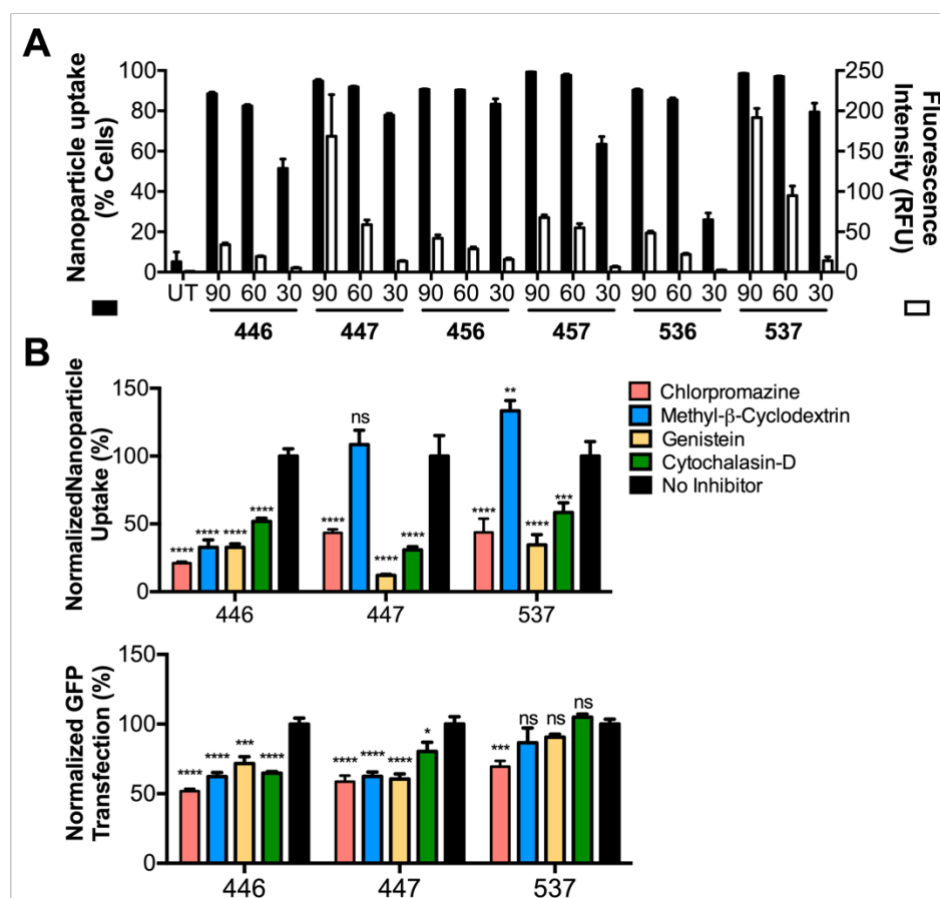 A
Nanoparticle uptake
(% Cells)
100
80
60
40
20
0
250
200
150
100
50
0
Fluorescence
Intensity (RFU)
UT 90 60 30 90 60 30 90 60 30 90 60 30 90 60 30 90 60 30
446 447 456 457 536 537
B
NormalizedNanoparticle
Uptake (%)
150
100
50
0
**** **** **** ****
**** ns **** ****
**** ** **** ***
446 447 537
Chlorpromazine
Methyl-β-Cyclodextrin
Genistein
Cytochalasin-D
No Inhibitor
Normalized GFP
Transfection (%)
150
100
50
0
**** **** *** ****
**** **** **** *
*** ns ns ns
446 447 537